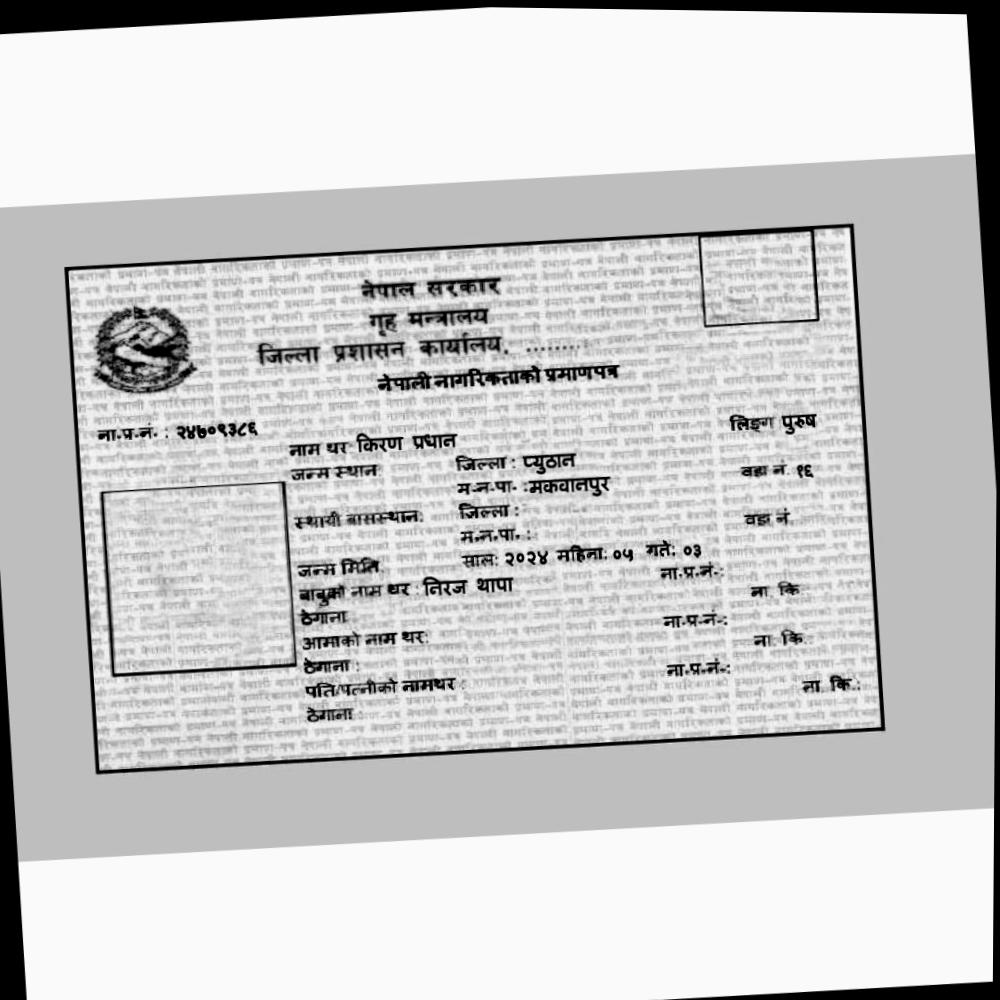 नेपाल सरकार
गृह मन्त्रालय
जिल्ला प्रशासन कार्यालय, ........
नेपाली नागरिकताको प्रमाणपत्र
ना.प्र.नं. : २४७०९३८६
लिङ्ग पुरुष
नाम थर किरण प्रधान
जन्म स्थान: जिल्ला : प्युठान
म.न.पा. :मकवानपुर वडा नं. १६
स्थायी बासस्थान: जिल्ला :
म.न.पा. : वडा नं
जन्म मिति: साल: २०२४ महिना: ०५ गते: ०३
बाबुको नाम थर : निरज थापा ना.प्र.नं.:
ठेगाना ना. कि.:
आमाको नाम थर: ना.प्र.नं.:
ठेगाना : ना. कि.:
पति/पत्नीको नामथर : ना.प्र.नं.:
ठेगाना : ना. कि.: